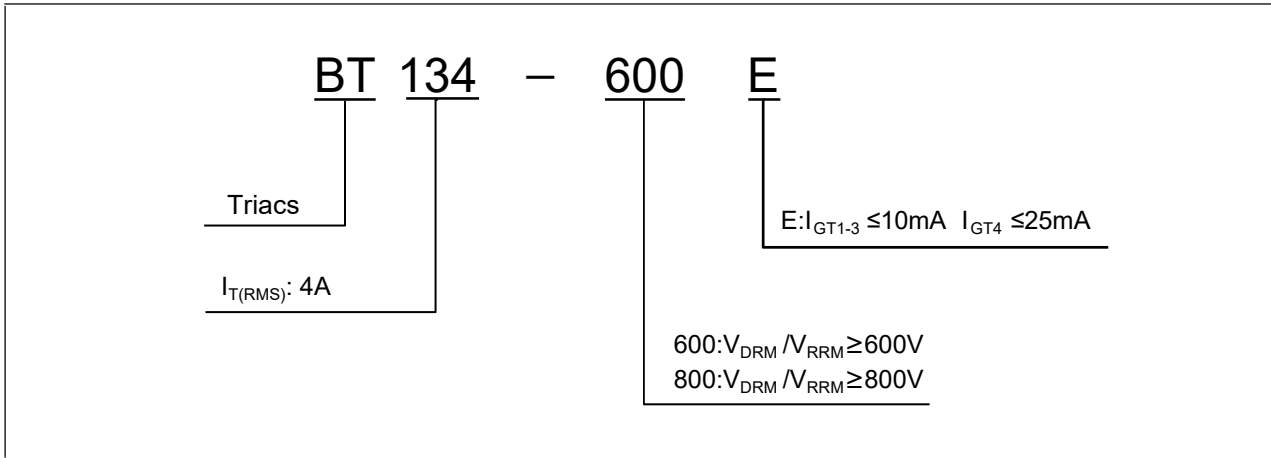 BT 134 – 600 E
Triacs
E:IGT1-3 ≤10mA IGT4 ≤25mA
IT(RMS): 4A
600:VDRM /VRRM≥600V
800:VDRM /VRRM≥800V